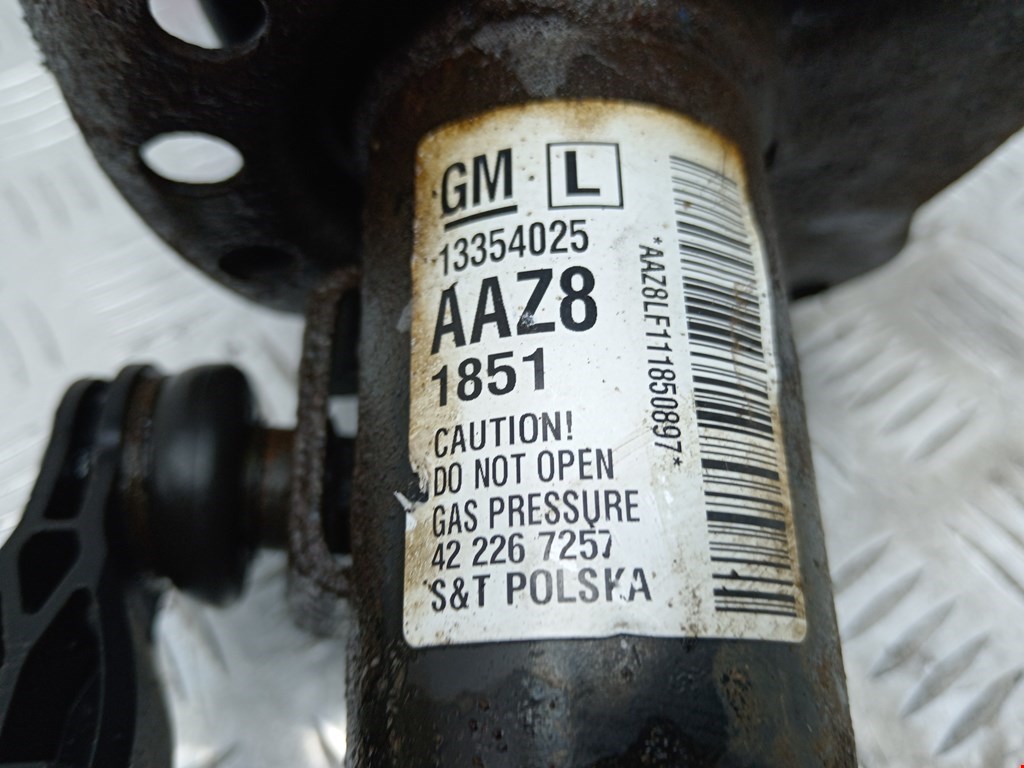 GM L
13354025
AAZ8
1851
CAUTION!
DO NOT OPEN
GAS PRESSURE
42 226 7257
S&T POLSKA
*AAZ8LF111850897*